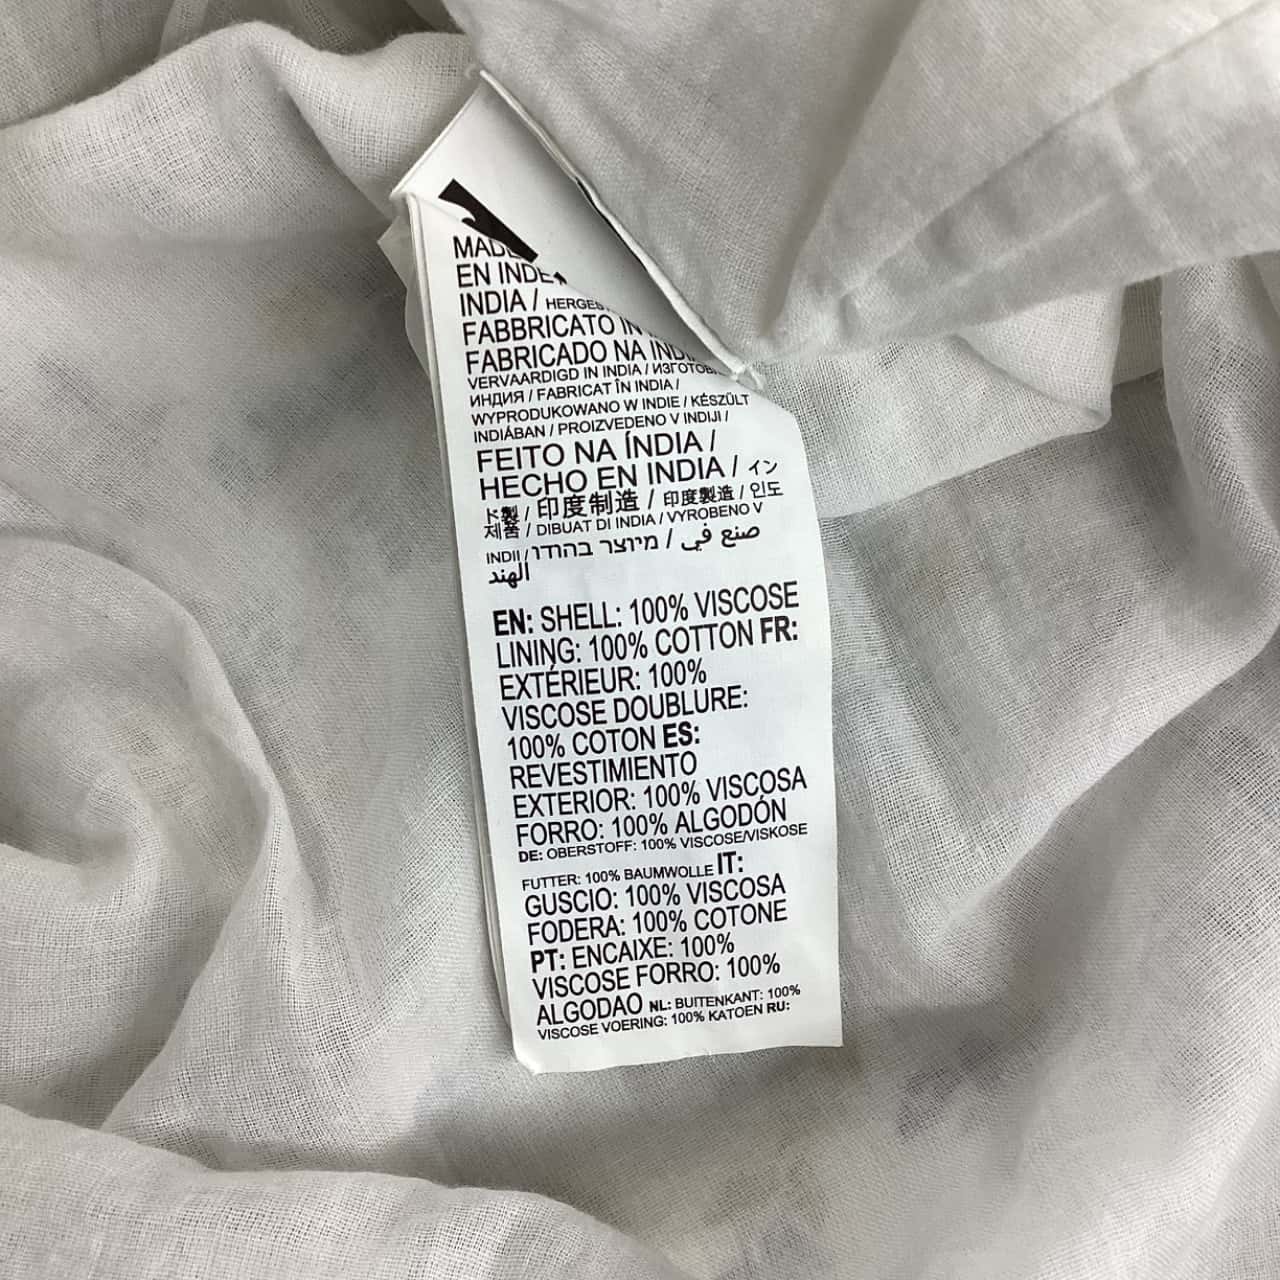 EN INDE
INDIA / HERGES
FABBRICATO IN
FABRICADO NA INDIA
VERVAARDIGD IN INDIA / ИЗГОТОВ
ИНДИЯ / FABRICAT ÎN INDIA /
WYPRODUKOWANO W INDIE / KÉSZÜLT
INDIÁBAN / PROIZVEDENO V INDIJI /
FEITO NA ÍNDIA /
HECHO EN INDIA / イン
ド製 / 印度制造 / 印度製造 / 인도
제품 / DIBUAT DI INDIA / VYROBENO V
INDII / מיוצר בהודו / صنع في
الهند
EN: SHELL: 100% VISCOSE
LINING: 100% COTTON FR:
EXTÉRIEUR: 100%
VISCOSE DOUBLURE:
100% COTON ES:
REVESTIMIENTO
EXTERIOR: 100% VISCOSA
FORRO: 100% ALGODÓN
DE: OBERSTOFF: 100% VISCOSE/VISKOSE
FUTTER: 100% BAUMWOLLE IT:
GUSCIO: 100% VISCOSA
FODERA: 100% COTONE
PT: ENCAIXE: 100%
VISCOSE FORRO: 100%
ALGODAO NL: BUITENKANT: 100%
VISCOSE VOERING: 100% KATOEN RU: